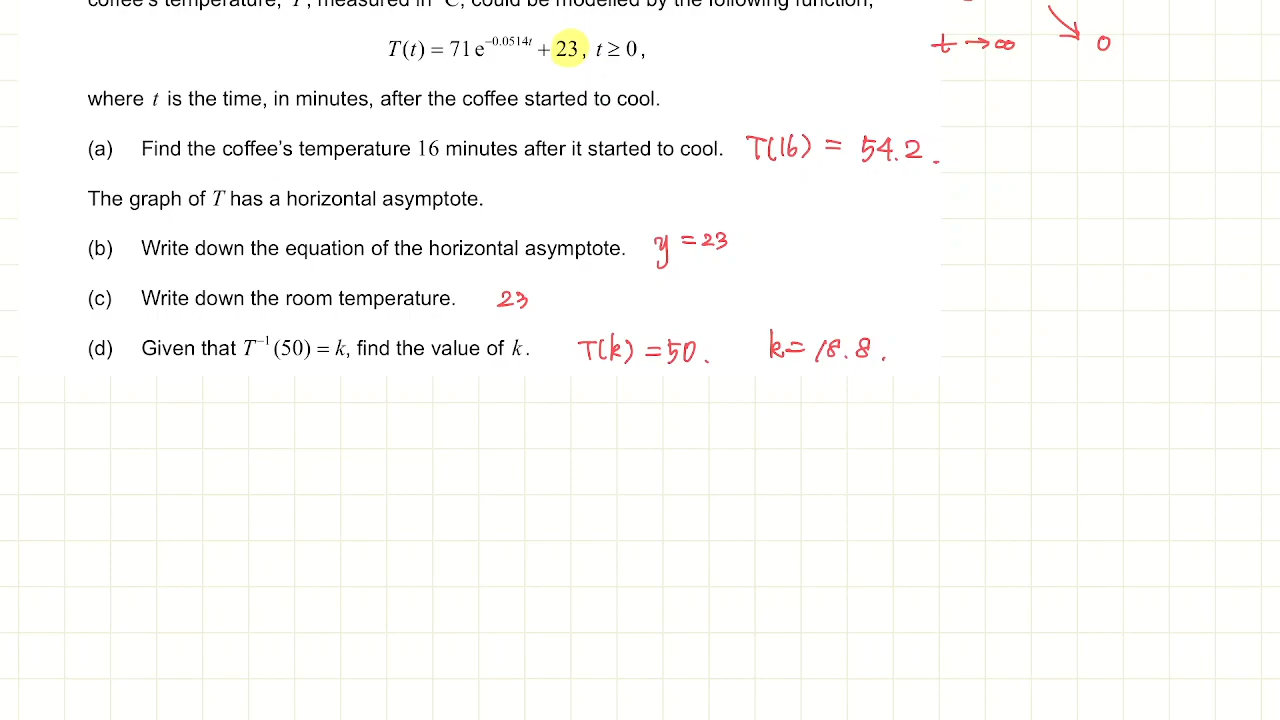 coffee's temperature, T, measured in °C, could be modelled by the following function,
T(t) = 71 e^{−0.0514t} + 23, t ≥ 0,
t → ∞ 0
where t is the time, in minutes, after the coffee started to cool.
(a) Find the coffee's temperature 16 minutes after it started to cool. T(16) = 54.2.
The graph of T has a horizontal asymptote.
(b) Write down the equation of the horizontal asymptote. y = 23
(c) Write down the room temperature. 23
(d) Given that T^{−1}(50) = k, find the value of k. T(k) = 50. k = 18.8.